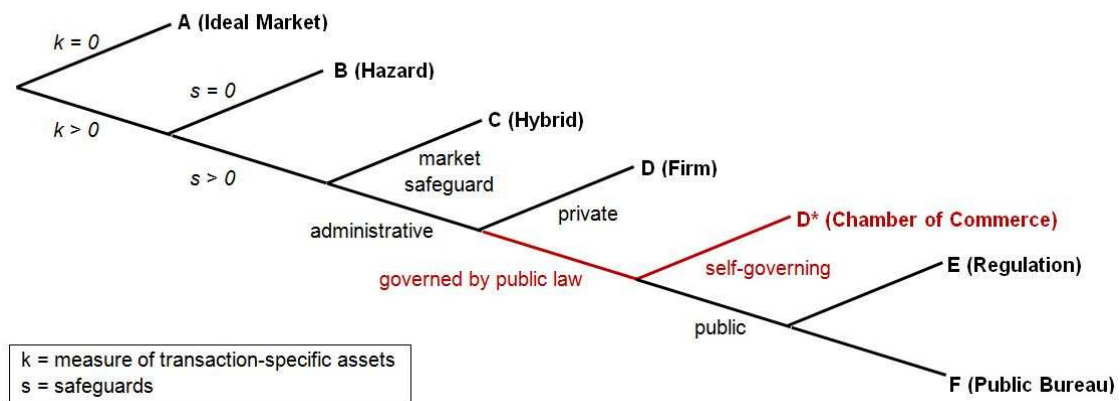 A (Ideal Market)
k = 0
B (Hazard)
s = 0
k > 0
C (Hybrid)
market
safeguard
s > 0
D (Firm)
private
administrative
D* (Chamber of Commerce)
self-governing
governed by public law
E (Regulation)
public
F (Public Bureau)
k = measure of transaction-specific assets
s = safeguards